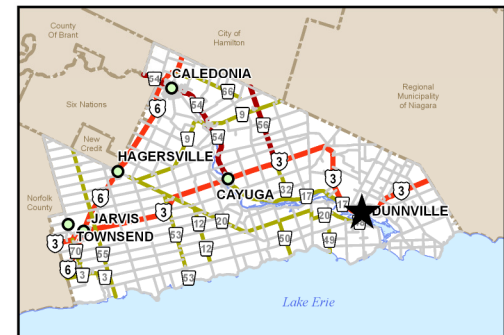 County
Of Brant
City of
Hamilton
Regional
Municipality
of Niagara
Six Nations
New
Credit
Norfolk
County
CALEDONIA
HAGERSVILLE
CAYUGA
JARVIS
TOWNSEND
DUNNVILLE
Lake Erie
54
6
54
66
9
56
9
54
3
3
3
32
17
17
20
6
3
53
12
20
12
50
49
3
70
55
6
3
3
53